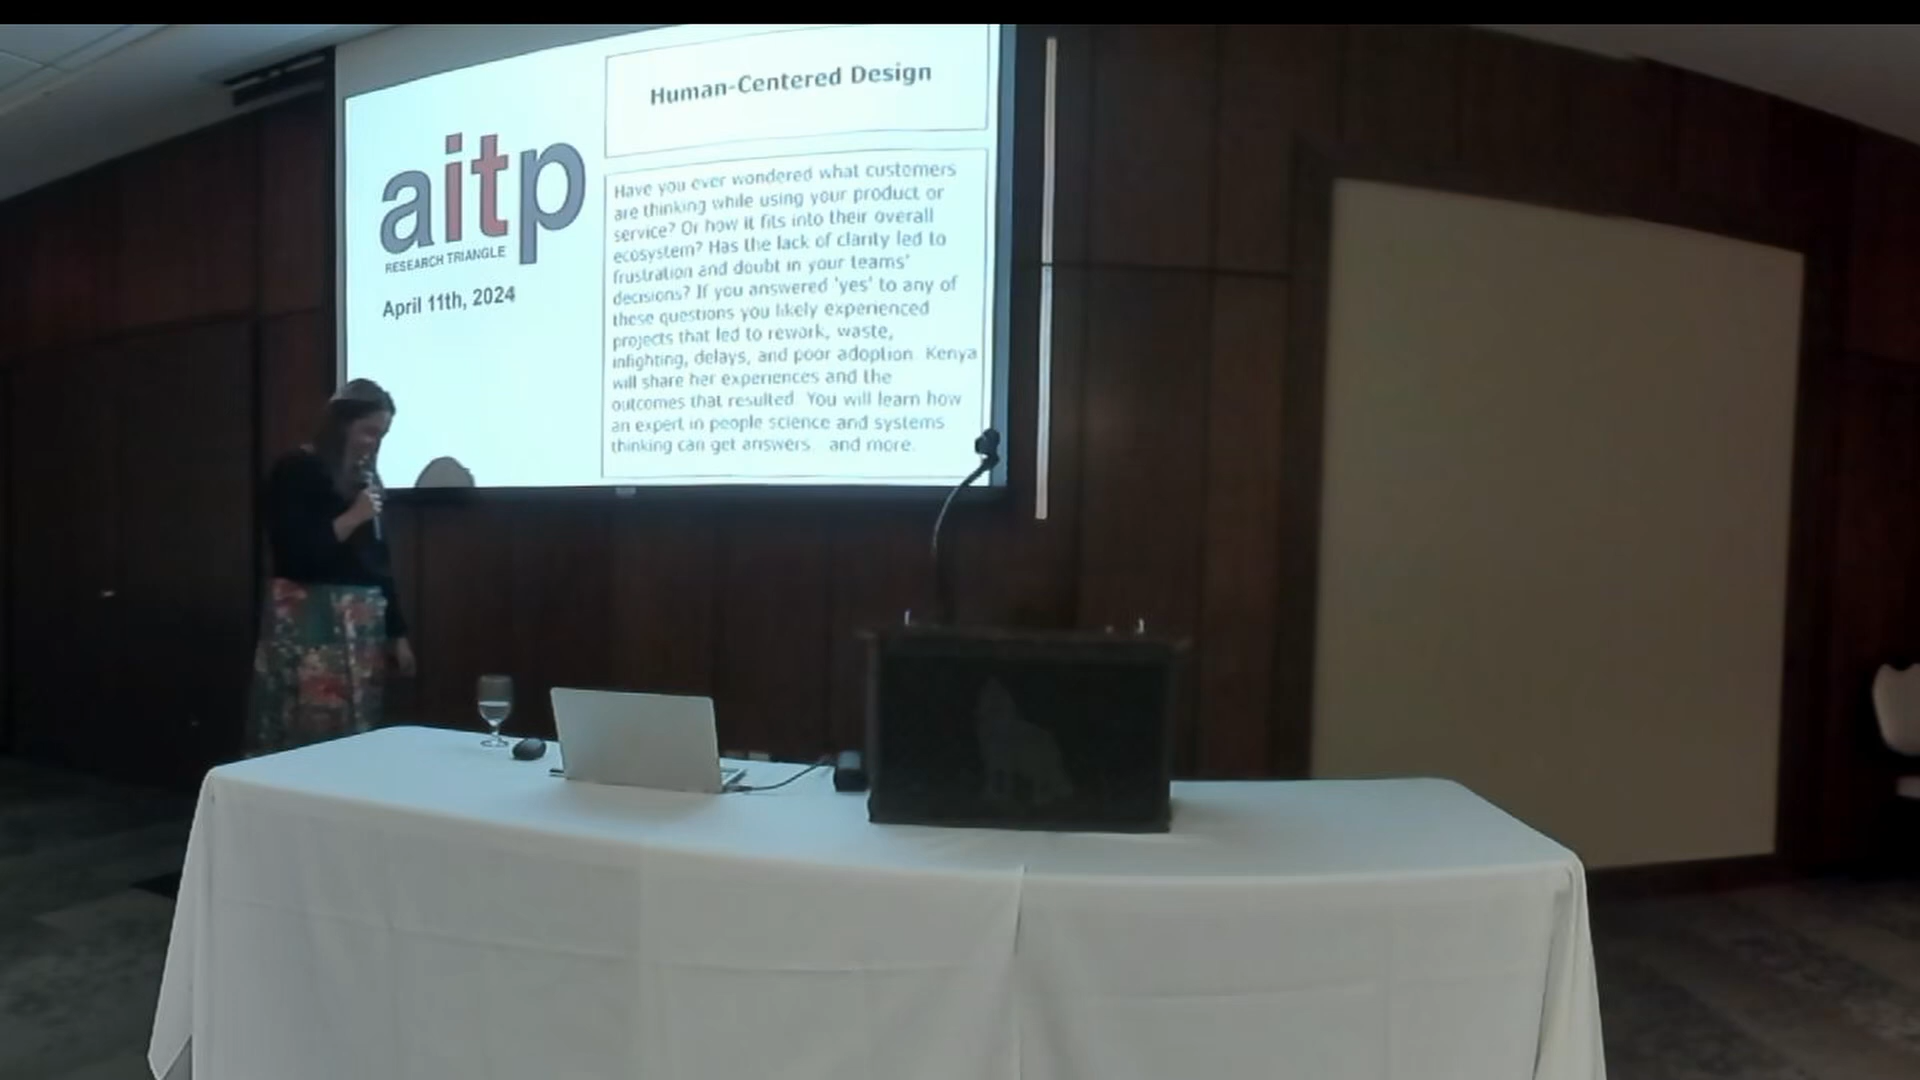 aitp
RESEARCH TRIANGLE
April 11th, 2024
Human-Centered Design
Have you ever wondered what customers
are thinking while using your product or
service? Or how it fits into their overall
ecosystem? Has the lack of clarity led to
frustration and doubt in your teams'
decisions? If you answered 'yes' to any of
these questions you likely experienced
projects that led to rework, waste,
infighting, delays, and poor adoption. Kenya
will share her experiences and the
outcomes that resulted. You will learn how
an expert in people science and systems
thinking can get answers... and more.